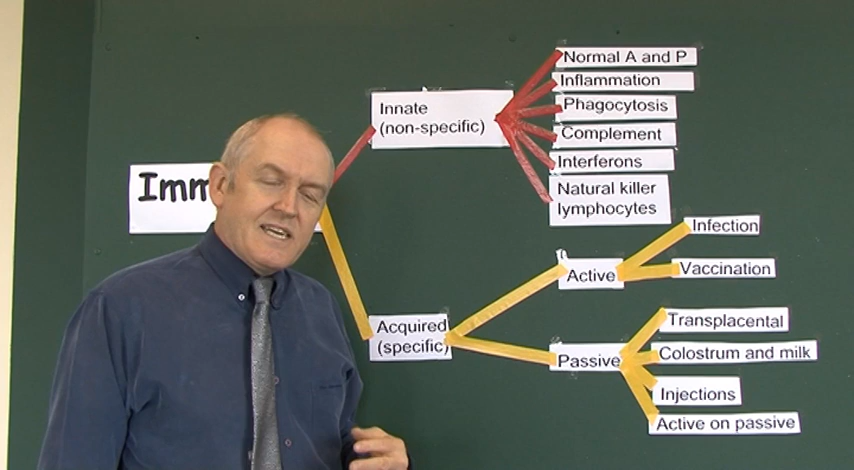 Imm
Innate
(non-specific)
Normal A and P
Inflammation
Phagocytosis
Complement
Interferons
Natural killer
lymphocytes
Acquired
(specific)
Active
Infection
Vaccination
Passive
Transplacental
Colostrum and milk
Injections
Active on passive